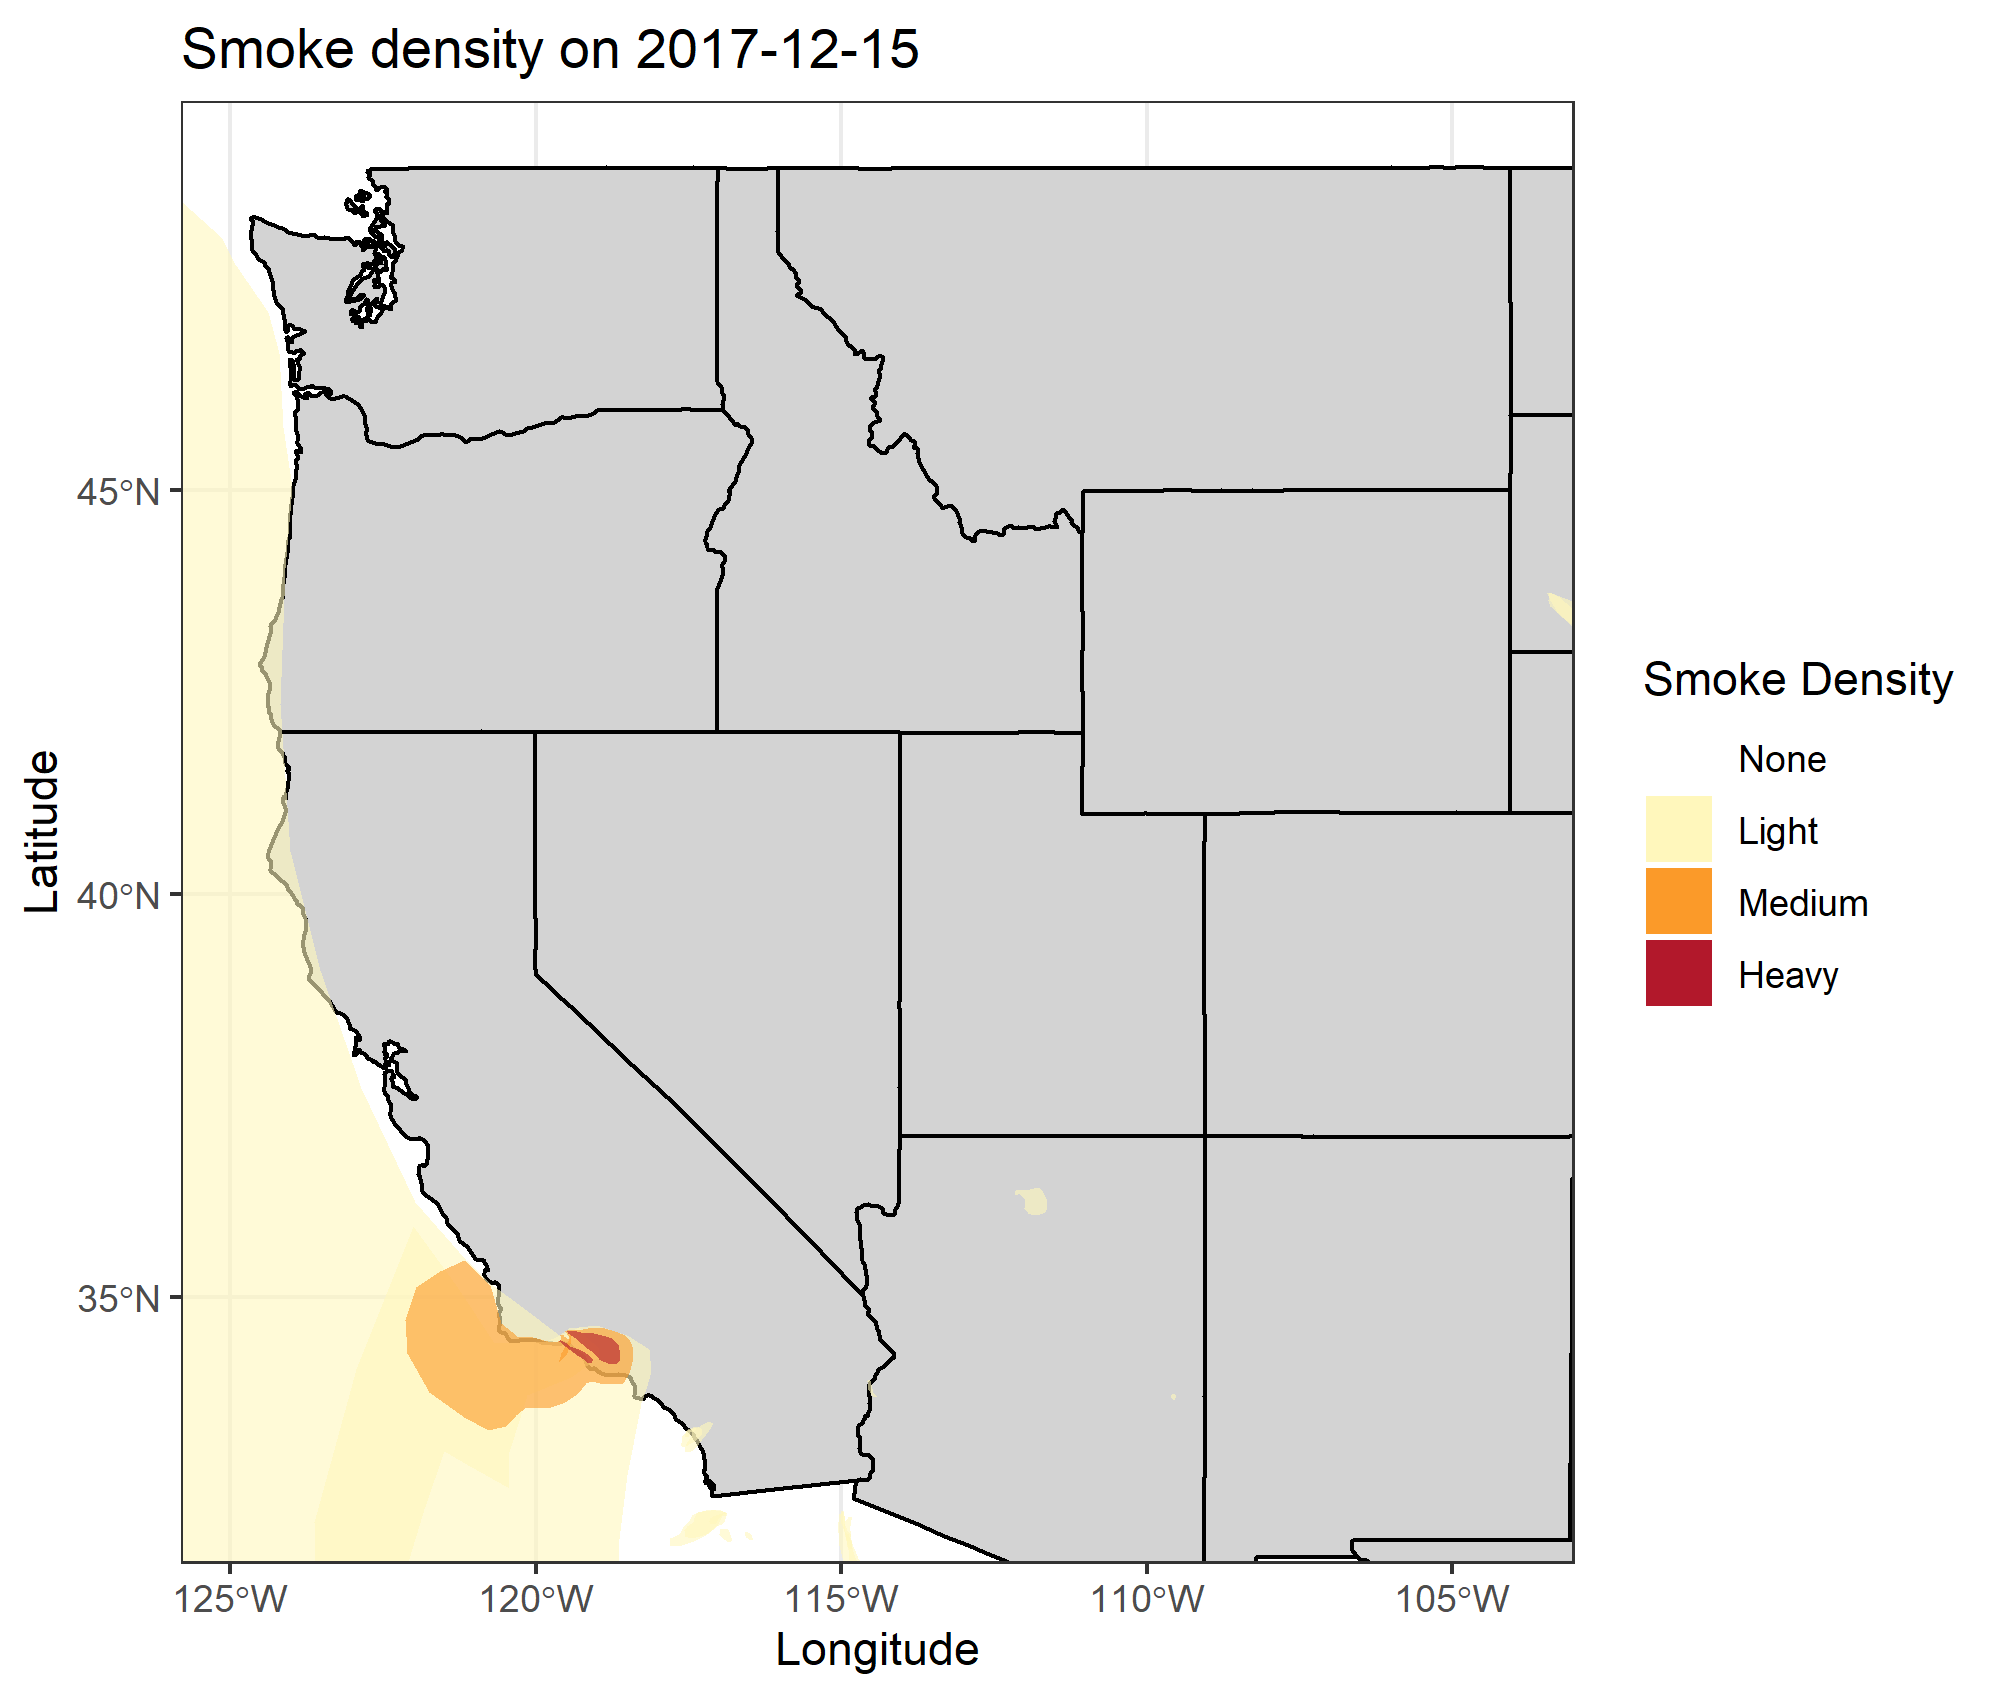 Smoke density on 2017-12-15
45°N
40°N
35°N
Latitude
125°W 120°W 115°W 110°W 105°W
Longitude
Smoke Density
None
Light
Medium
Heavy